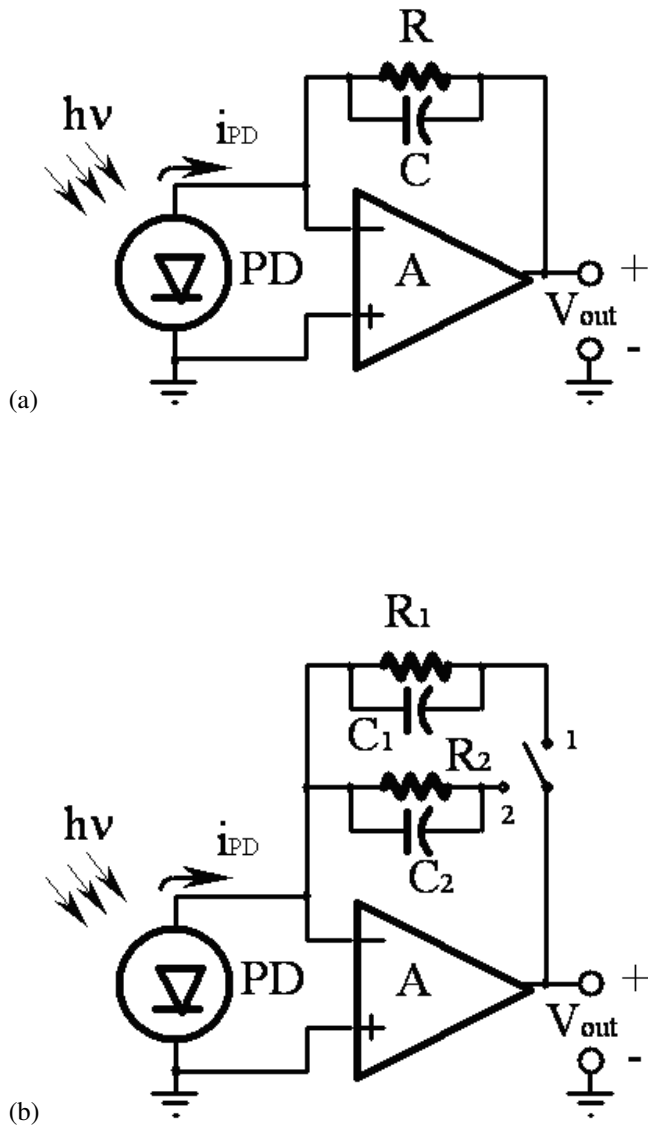 R
hν
iPD
C
PD
−
A
+
+
Vout
-
(a)
R1
C1
1
R2
2
hν
iPD
C2
PD
−
A
+
+
Vout
-
(b)